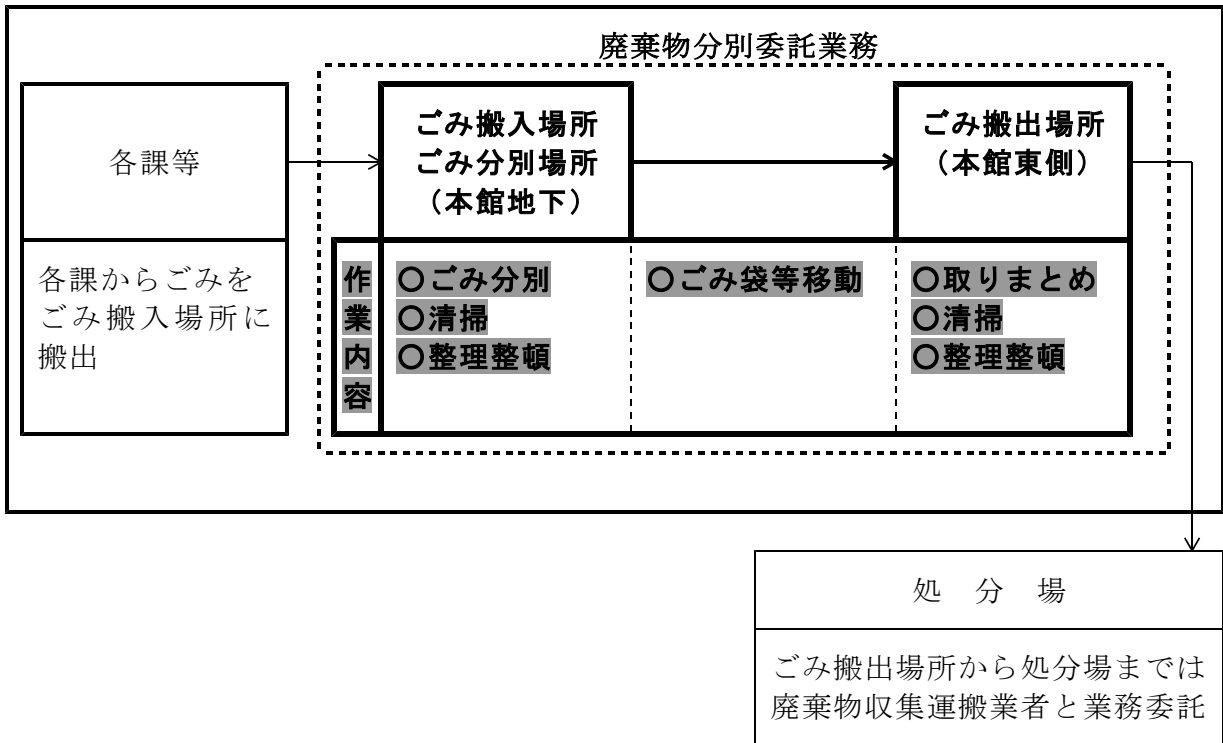 廃棄物分別委託業務
各課等
ごみ搬入場所
ごみ分別場所
（本館地下）
ごみ搬出場所
（本館東側）
各課からごみを
ごみ搬入場所に
搬出
作
業
内
容
○ごみ分別
○清掃
○整理整頓
○ごみ袋等移動
○取りまとめ
○清掃
○整理整頓
処　分　場
ごみ搬出場所から処分場までは
廃棄物収集運搬業者と業務委託